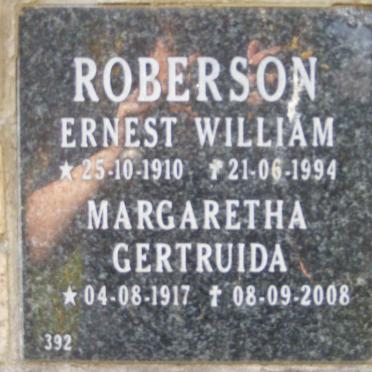 ROBERSON
ERNEST WILLIAM
★ 25-10-1910 ✝ 21-06-1994
MARGARETHA
GERTRUIDA
★ 04-08-1917 ✝ 08-09-2008
392